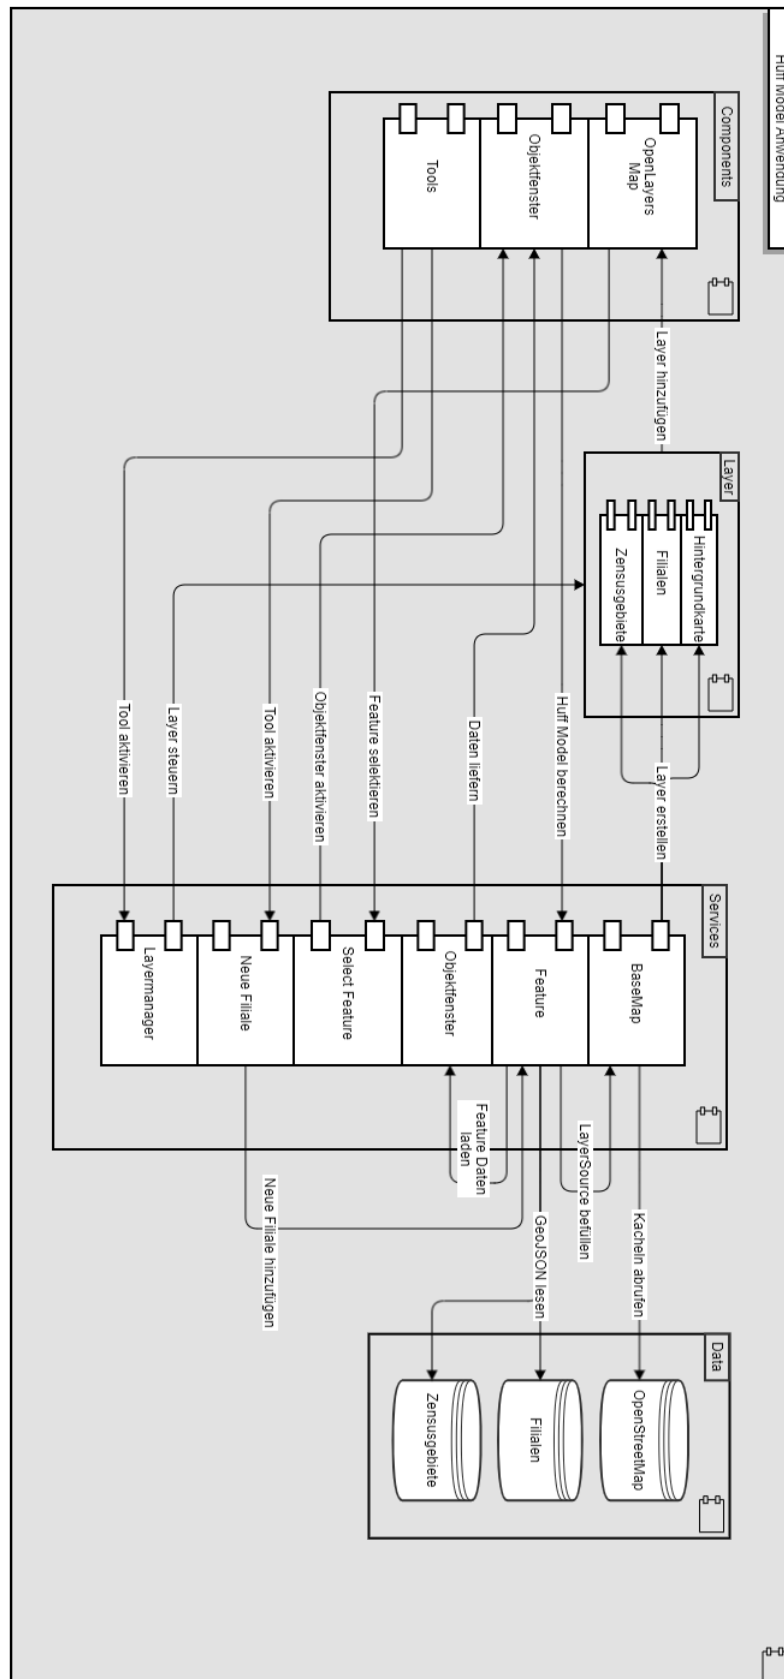 Huff Model Anwendung
Components
OpenLayers
Map
Objektfenster
Tools
Layer hinzufügen
Layer
Hintergrundkarte
Filialen
Zensusgebiete
Layer erstellen
Huff Model berechnen
Daten liefern
Feature selektieren
Objektfenster aktivieren
Tool aktivieren
Layer steuern
Tool aktivieren
Services
BaseMap
Feature
Objektfenster
Select Feature
Neue Filiale
Layermanager
Kacheln abrufen
LayerSource befüllen
GeoJSON lesen
Feature Daten
laden
Neue Filiale hinzufügen
Data
OpenStreetMap
Filialen
Zensusgebiete